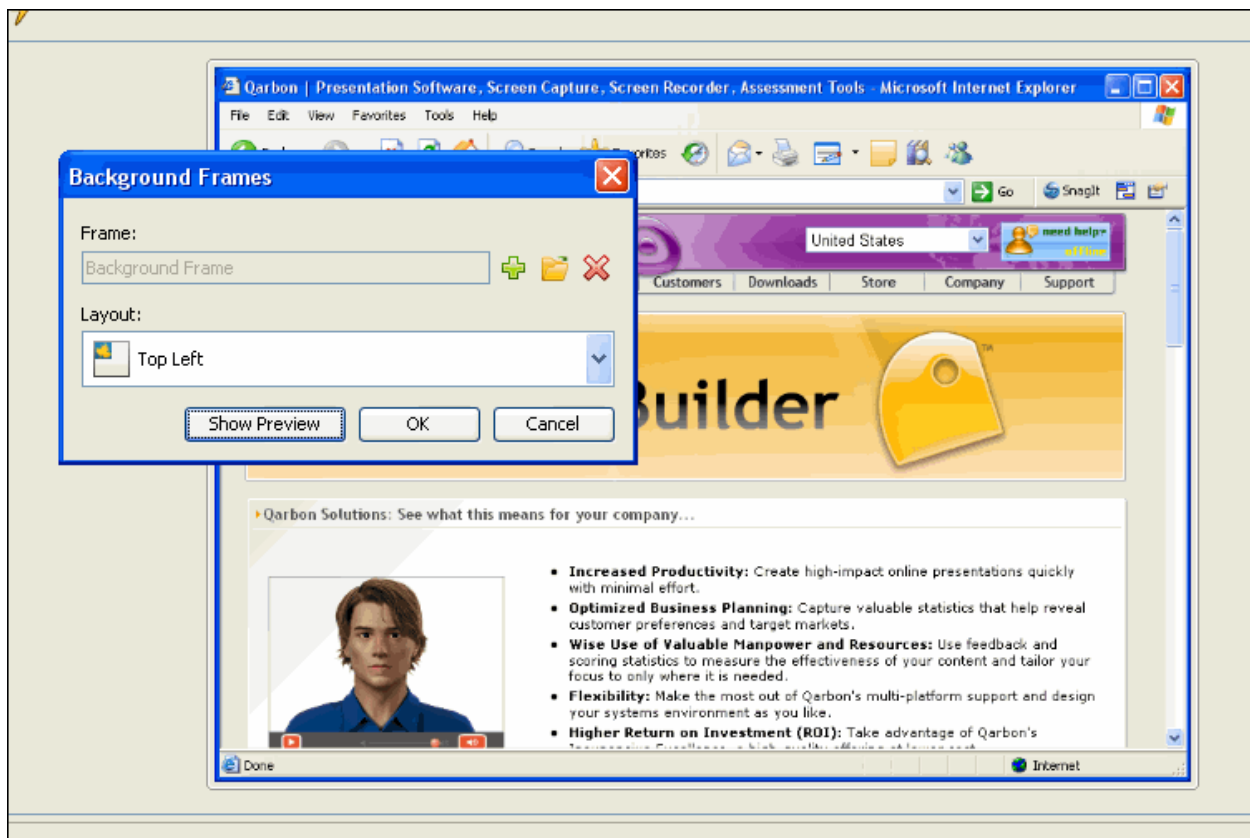 Qarbon | Presentation Software, Screen Capture, Screen Recorder, Assessment Tools - Microsoft Internet Explorer
File Edit View Favorites Tools Help
Background Frames
Frame:
Background Frame
Layout:
Top Left
Show Preview OK Cancel
Go SnagIt
United States
need help?
offline
Customers Downloads Store Company Support
Builder
TM
Qarbon Solutions: See what this means for your company...
• Increased Productivity: Create high-impact online presentations quickly
with minimal effort.
• Optimized Business Planning: Capture valuable statistics that help reveal
customer preferences and target markets.
• Wise Use of Valuable Manpower and Resources: Use feedback and
scoring statistics to measure the effectiveness of your content and tailor your
focus to only where it is needed.
• Flexibility: Make the most out of Qarbon's multi-platform support and design
your systems environment as you like.
• Higher Return on Investment (ROI): Take advantage of Qarbon's
Done Internet